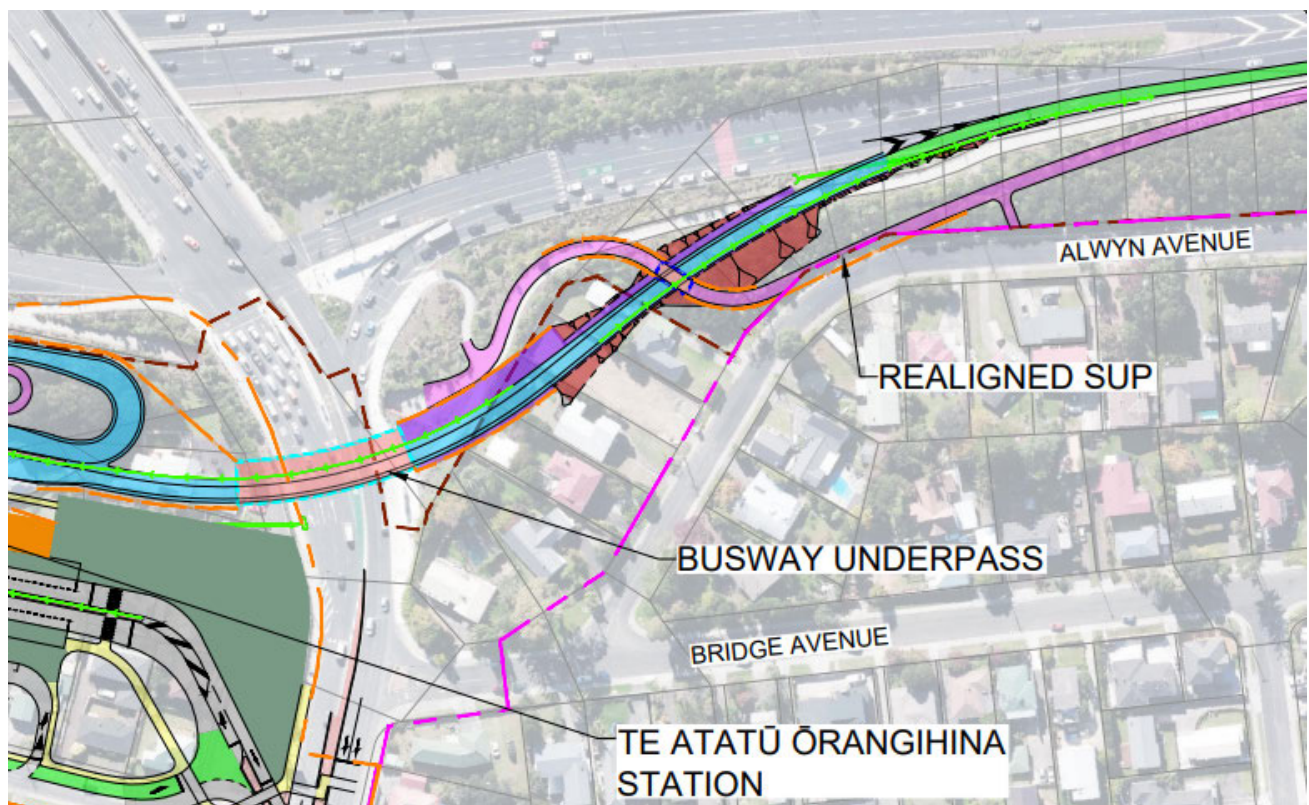 ALWYN AVENUE
REALIGNED SUP
BUSWAY UNDERPASS
BRIDGE AVENUE
TE ATATŪ ŌRANGIHINA
STATION